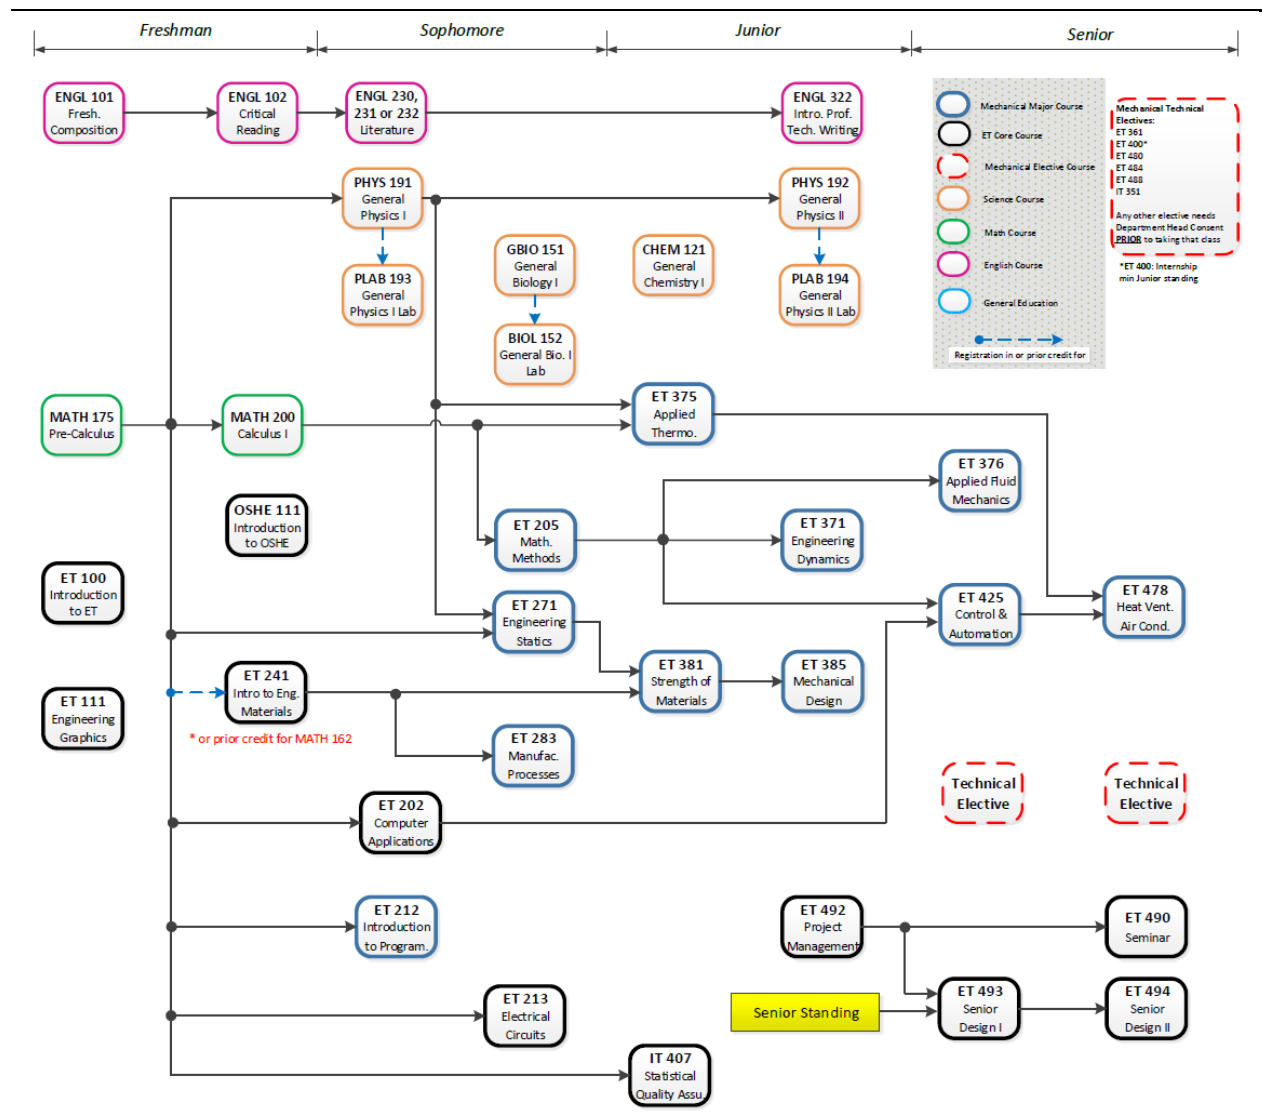 Freshman
Sophomore
Junior
Senior
ENGL 101
Fresh.
Composition
ENGL 102
Critical
Reading
ENGL 230,
231 or 232
Literature
ENGL 322
Intro. Prof.
Tech. Writing
Mechanical Major Course
ET Core Course
Mechanical Elective Course
Science Course
Math Course
English Course
General Education
Registration in or prior credit for
Mechanical Technical
Electives:
ET 361
ET 400*
ET 480
ET 484
ET 488
IT 351
Any other elective needs
Department Head Consent
PRIOR to taking that class
*ET 400: Internship
min Junior standing
PHYS 191
General
Physics I
PHYS 192
General
Physics II
PLAB 193
General
Physics I Lab
GBIO 151
General
Biology I
CHEM 121
General
Chemistry I
PLAB 194
General
Physics II Lab
BIOL 152
General Bio. I
Lab
MATH 175
Pre-Calculus
MATH 200
Calculus I
ET 375
Applied
Thermo.
ET 376
Applied Fluid
Mechanics
OSHE 111
Introduction
to OSHE
ET 205
Math.
Methods
ET 371
Engineering
Dynamics
ET 100
Introduction
to ET
ET 271
Engineering
Statics
ET 425
Control &
Automation
ET 478
Heat Vent.
Air Cond.
ET 241
Intro to Eng.
Materials
* or prior credit for MATH 162
ET 381
Strength of
Materials
ET 385
Mechanical
Design
ET 111
Engineering
Graphics
ET 283
Manufac.
Processes
Technical
Elective
Technical
Elective
ET 202
Computer
Applications
ET 212
Introduction
to Program.
ET 492
Project
Management
ET 490
Seminar
ET 213
Electrical
Circuits
Senior Standing
ET 493
Senior
Design I
ET 494
Senior
Design II
IT 407
Statistical
Quality Assu.